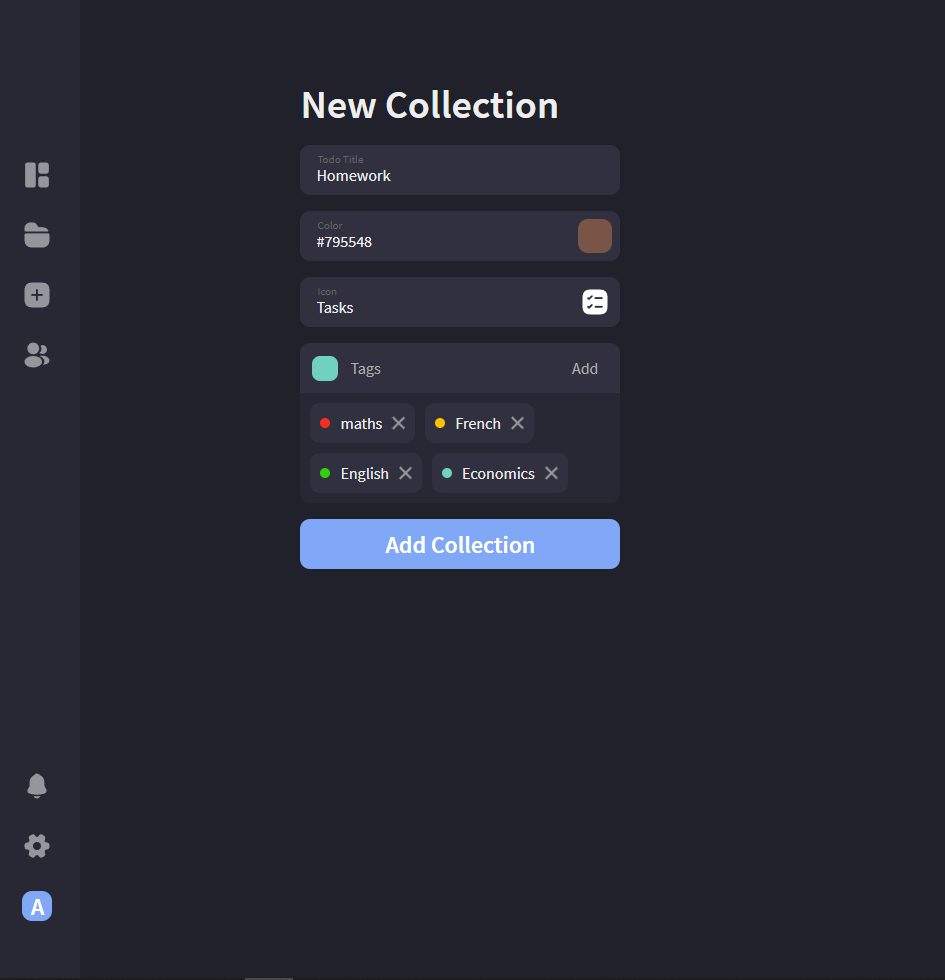 New Collection
Todo Title
Homework
Color
#795548
Icon
Tasks
Tags Add
maths French
English Economics
Add Collection
A